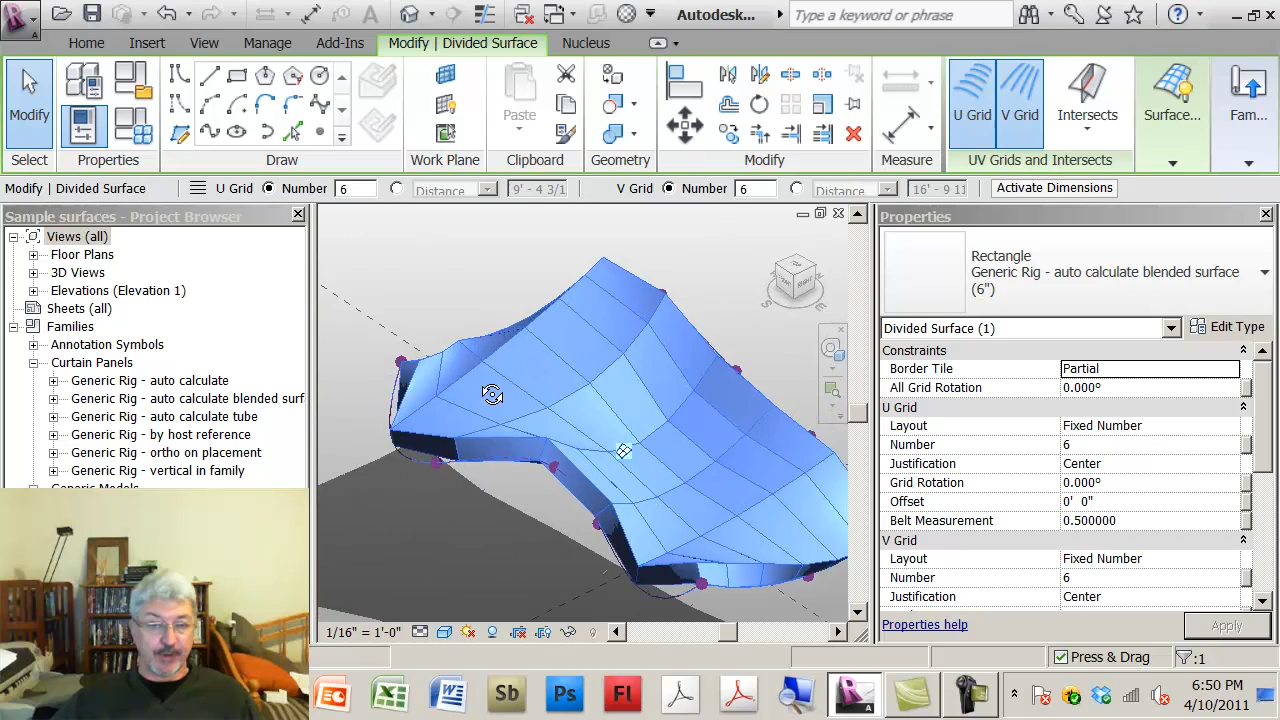 Autodesk...
Type a keyword or phrase
A
Home
Insert
View
Manage
Add-Ins
Modify | Divided Surface
Nucleus
Modify
Paste
U Grid
V Grid
Intersects
Surface...
Fam...
Select
Properties
Draw
Work Plane
Clipboard
Geometry
Modify
Measure
UV Grids and Intersects
Modify | Divided Surface
U Grid
Number
6
Distance
9' - 4 3/1
V Grid
Number
6
Distance
16' - 9 11
Activate Dimensions
Sample surfaces - Project Browser
Views (all)
Floor Plans
3D Views
Elevations (Elevation 1)
Sheets (all)
Families
Annotation Symbols
Curtain Panels
Generic Rig - auto calculate
Generic Rig - auto calculate blended surf
Generic Rig - auto calculate tube
Generic Rig - by host reference
Generic Rig - ortho on placement
Generic Rig - vertical in family
Generic Models
1/16" = 1'-0"
Properties
Rectangle
Generic Rig - auto calculate blended surface
(6")
Divided Surface (1)
Edit Type
Constraints
Border Tile Partial
All Grid Rotation 0.000°
U Grid
Layout Fixed Number
Number 6
Justification Center
Grid Rotation 0.000°
Offset 0' 0"
Belt Measurement 0.500000
V Grid
Layout Fixed Number
Number 6
Justification Center
Properties help
Apply
Press & Drag
:1
Sb
Ps
Fl
6:50 PM
4/10/2011